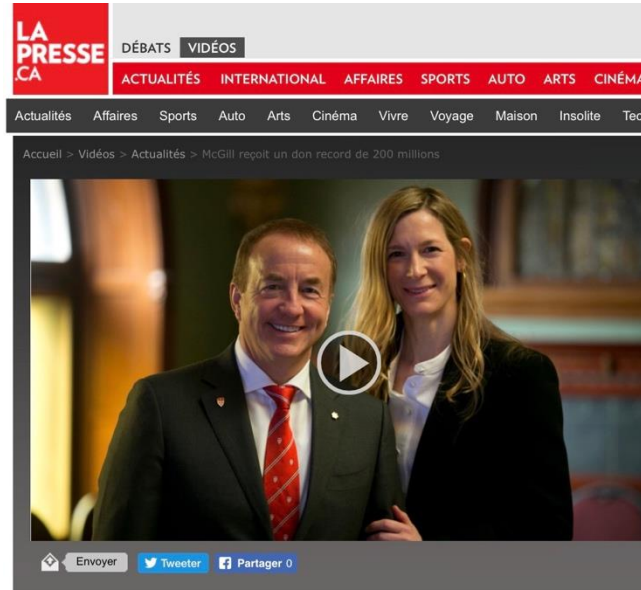 LA
PRESSE
.CA
DÉBATS VIDÉOS
ACTUALITÉS INTERNATIONAL AFFAIRES SPORTS AUTO ARTS CINÉMA
Actualités Affaires Sports Auto Arts Cinéma Vivre Voyage Maison Insolite Tec
Accueil > Vidéos > Actualités > McGill reçoit un don record de 200 millions
Envoyer Tweeter Partager 0